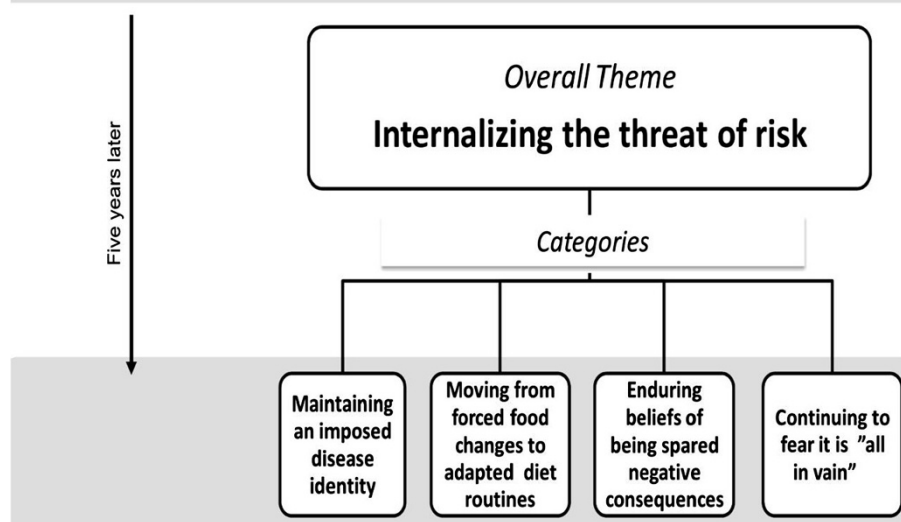 Five years later
Overall Theme
Internalizing the threat of risk
Categories
Maintaining
an imposed
disease
identity
Moving from
forced food
changes to
adapted diet
routines
Enduring
beliefs of
being spared
negative
consequences
Continuing to
fear it is ”all
in vain”